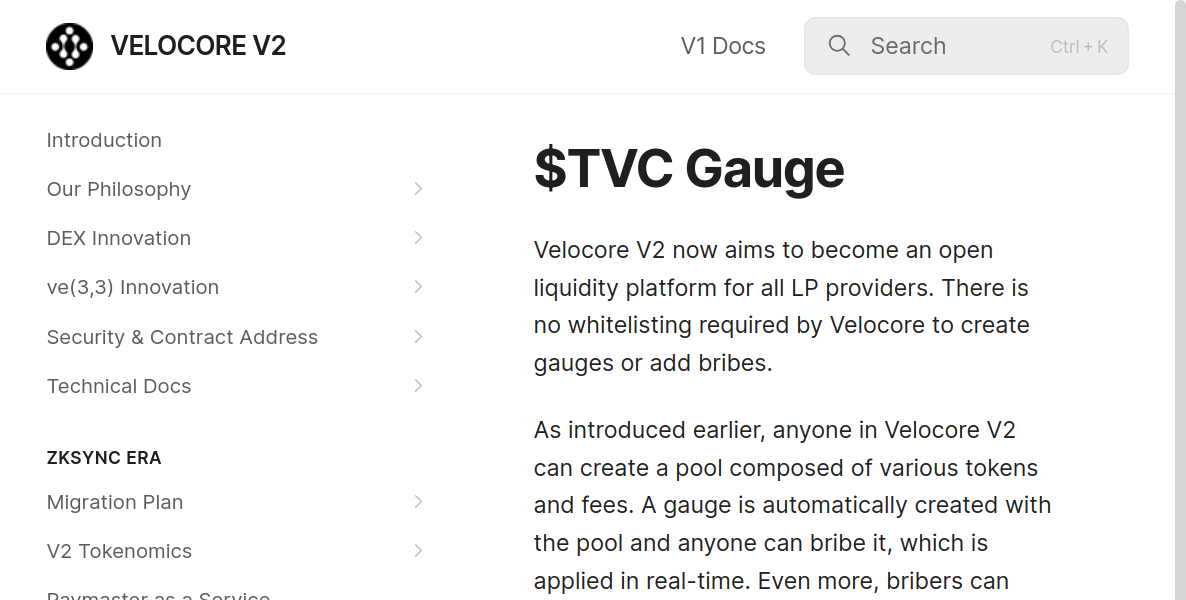 VELOCORE V2
V1 Docs
Search
Ctrl + K
Introduction
Our Philosophy
DEX Innovation
ve(3,3) Innovation
Security & Contract Address
Technical Docs
ZKSYNC ERA
Migration Plan
V2 Tokenomics
Paymaster as a Service
$TVC Gauge
Velocore V2 now aims to become an open
liquidity platform for all LP providers. There is
no whitelisting required by Velocore to create
gauges or add bribes.
As introduced earlier, anyone in Velocore V2
can create a pool composed of various tokens
and fees. A gauge is automatically created with
the pool and anyone can bribe it, which is
applied in real-time. Even more, bribers can